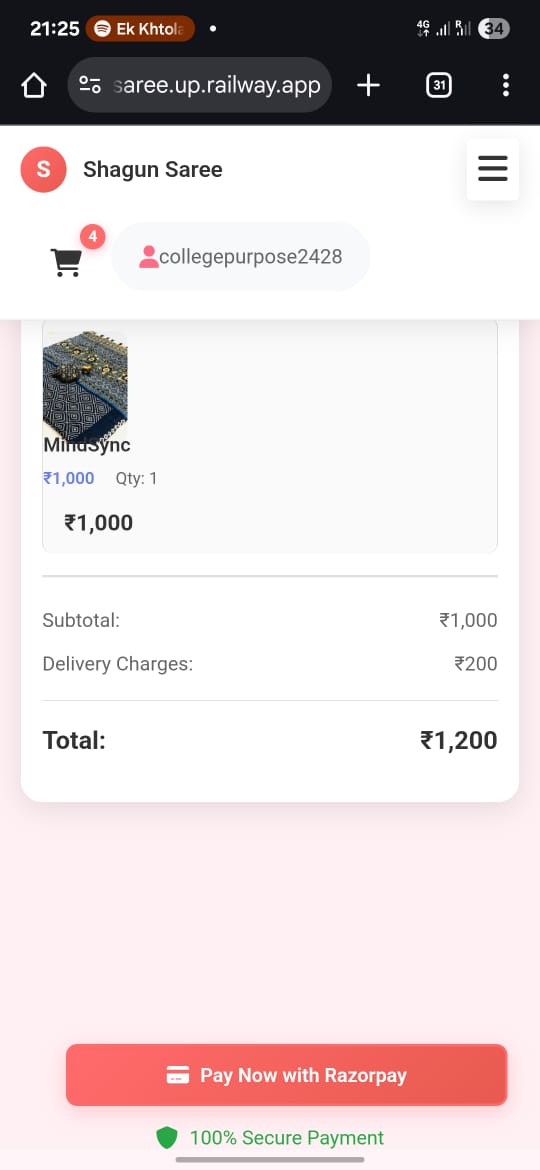 21:25 Ek Khtola 4G R 34
saree.up.railway.app 31
S Shagun Saree
4
collegepurpose2428
MindSync
₹1,000 Qty: 1
₹1,000
Subtotal: ₹1,000
Delivery Charges: ₹200
Total: ₹1,200
Pay Now with Razorpay
100% Secure Payment